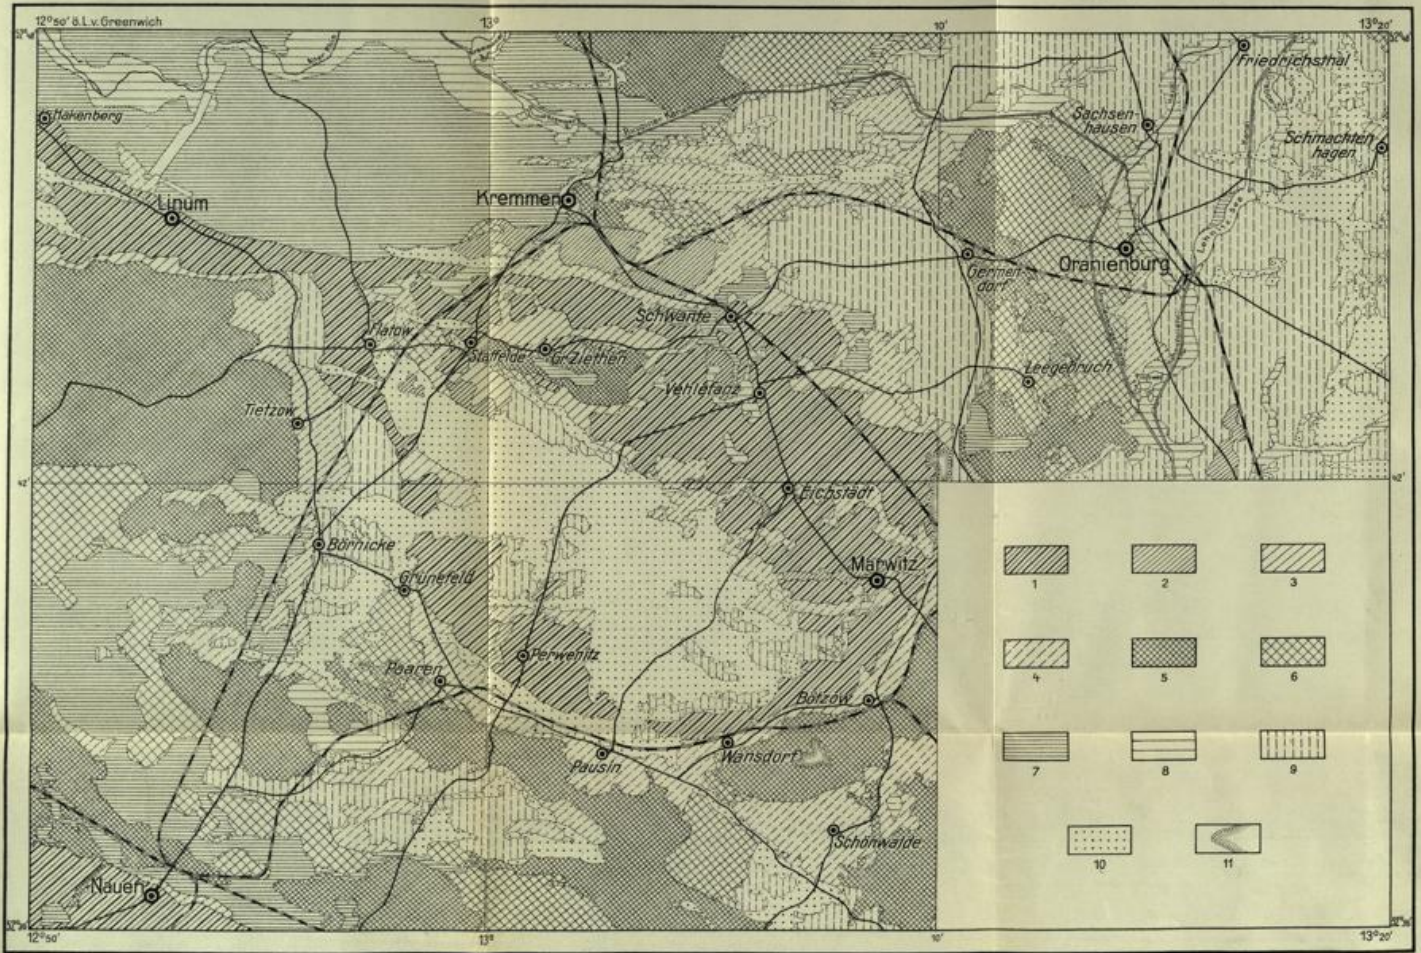 12° 50' ö.L.v. Greenwich
13°
10'
13° 20'
Friedrichsthal
Hakenberg
Sachsen-
hausen
Schmachten-
hagen
Linum
Kremmen
Oranienburg
Germen-
dorf
Flatow
Staffelde
Gr. Ziethen
Schwante
Vehlefanz
Leegebruch
Tietzow
42'
42'
Eichstädt
Börnicke
Grünefeld
Marwitz
Paaren
Perwenitz
Bötzow
Pausin
Wansdorf
Schönwalde
Nauen
1
2
3
4
5
6
7
8
9
10
11
12° 50'
13°
10'
13° 20'